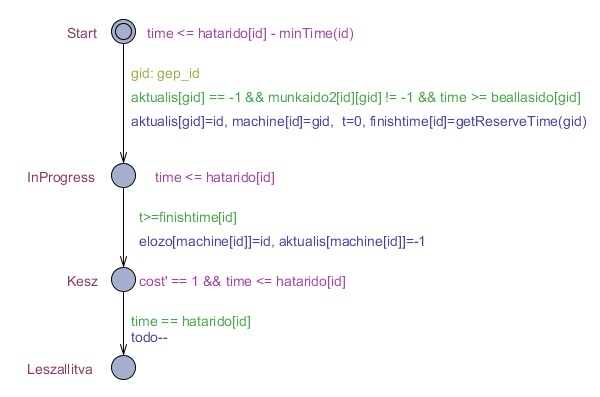 Start time <= hatarido[id] - minTime(id)
gid: gep_id
aktualis[gid] == -1 && munkaido2[id][gid] != -1 && time >= beallasido[gid]
aktualis[gid]=id, machine[id]=gid, t=0, finishtime[id]=getReserveTime(gid)
InProgress time <= hatarido[id]
t>=finishtime[id]
elozo[machine[id]]=id, aktualis[machine[id]]=-1
Kesz cost' == 1 && time <= hatarido[id]
time == hatarido[id]
todo--
Leszallitva